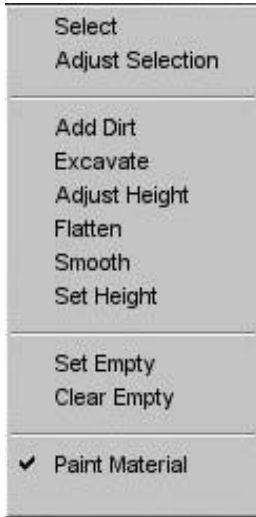 Select
Adjust Selection
Add Dirt
Excavate
Adjust Height
Flatten
Smooth
Set Height
Set Empty
Clear Empty
Paint Material